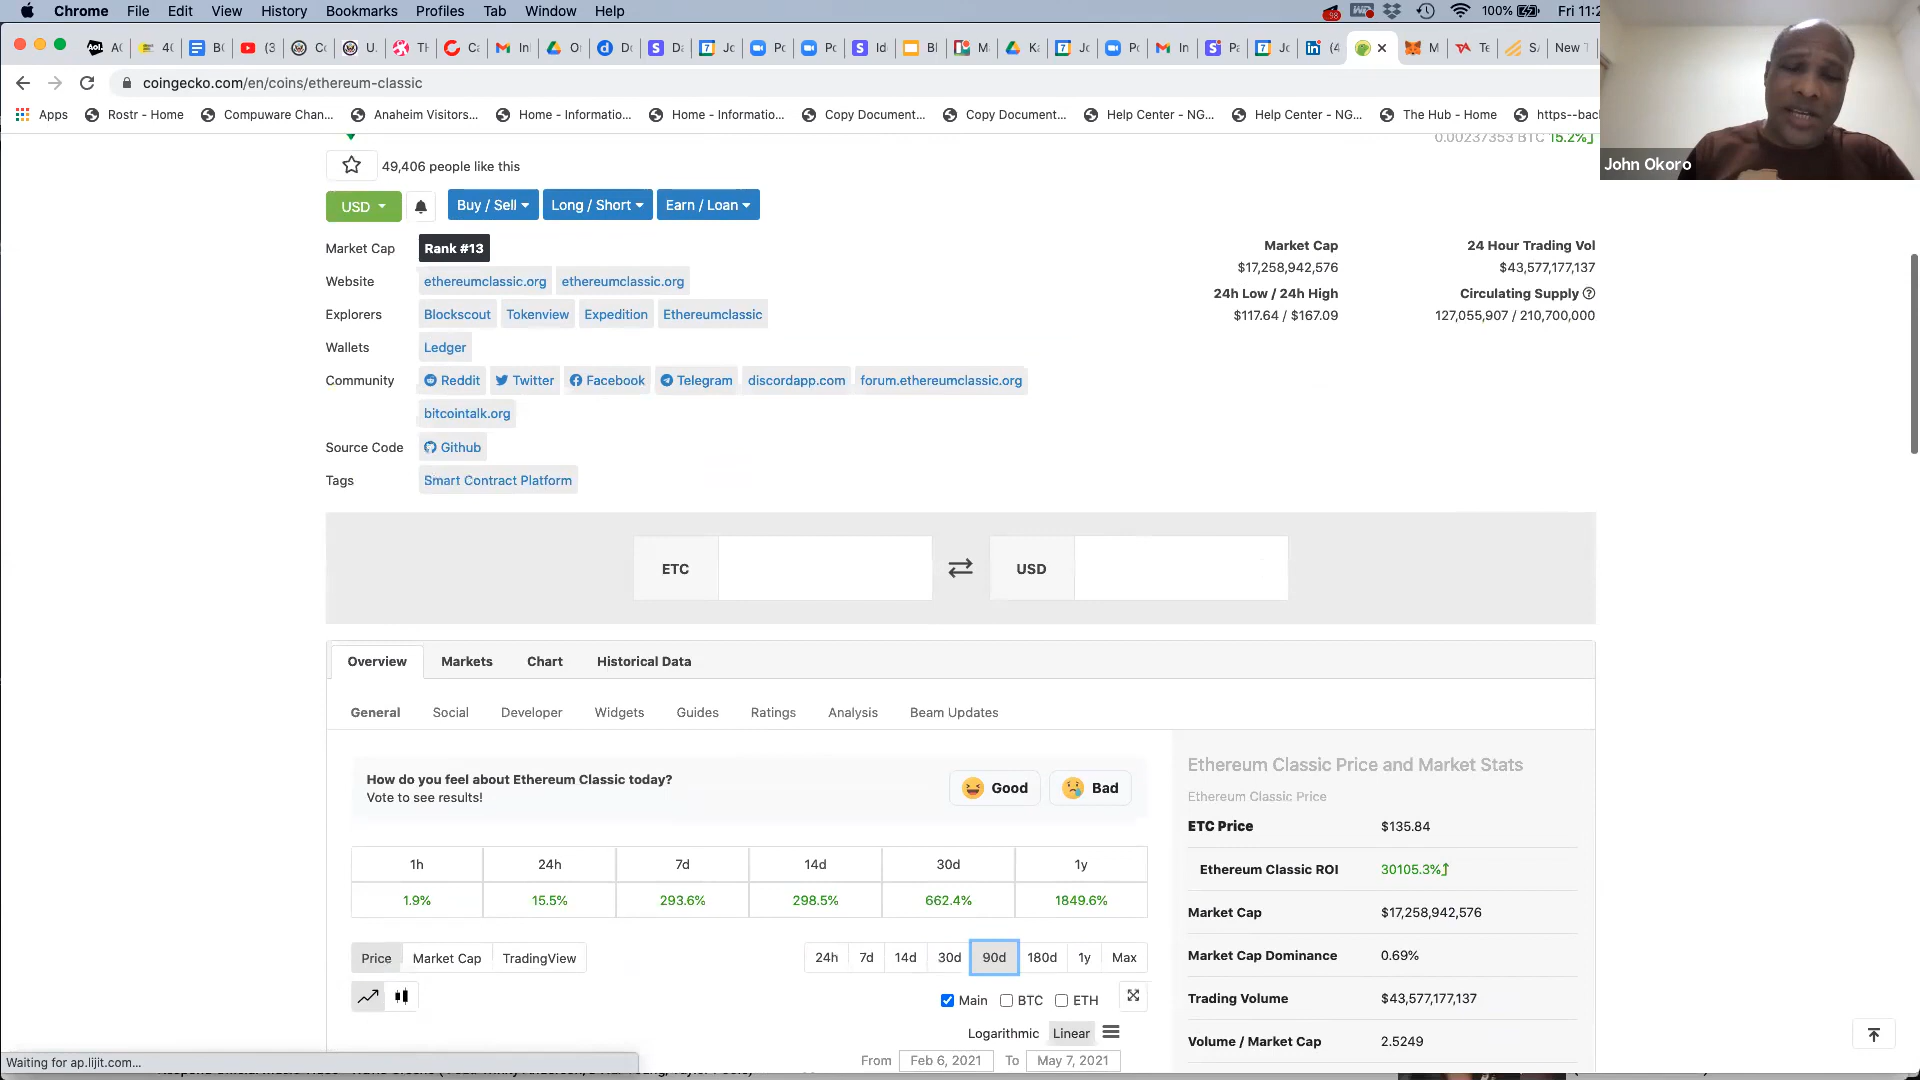 Chrome File Edit View History Bookmarks Profiles Tab Window Help 98 100% Fri 11:2
coingecko.com/en/coins/ethereum-classic
Apps Rostr - Home Compuware Chan... Anaheim Visitors... Home - Informatio... Home - Informatio... Copy Document... Copy Document... Help Center - NG... Help Center - NG... The Hub - Home https--bac
0.00237353 BTC 15.2%
John Okoro
49,406 people like this
USD Buy / Sell Long / Short Earn / Loan
Market Cap Rank #13
Website ethereumclassic.org ethereumclassic.org
Explorers Blockscout Tokenview Expedition Ethereumclassic
Wallets Ledger
Community Reddit Twitter Facebook Telegram discordapp.com forum.ethereumclassic.org
bitcointalk.org
Source Code Github
Tags Smart Contract Platform
Market Cap 24 Hour Trading Vol
$17,258,942,576 $43,577,177,137
24h Low / 24h High Circulating Supply
$117.64 / $167.09 127,055,907 / 210,700,000
ETC USD
Overview Markets Chart Historical Data
General Social Developer Widgets Guides Ratings Analysis Beam Updates
How do you feel about Ethereum Classic today?
Vote to see results!
Good Bad
1h 24h 7d 14d 30d 1y
1.9% 15.5% 293.6% 298.5% 662.4% 1849.6%
Price Market Cap TradingView 24h 7d 14d 30d 90d 180d 1y Max
Main BTC ETH
Logarithmic Linear
From Feb 6, 2021 To May 7, 2021
Ethereum Classic Price and Market Stats
Ethereum Classic Price
ETC Price $135.84
Ethereum Classic ROI 30105.3%
Market Cap $17,258,942,576
Market Cap Dominance 0.69%
Trading Volume $43,577,177,137
Volume / Market Cap 2.5249
Waiting for ap.lijit.com...